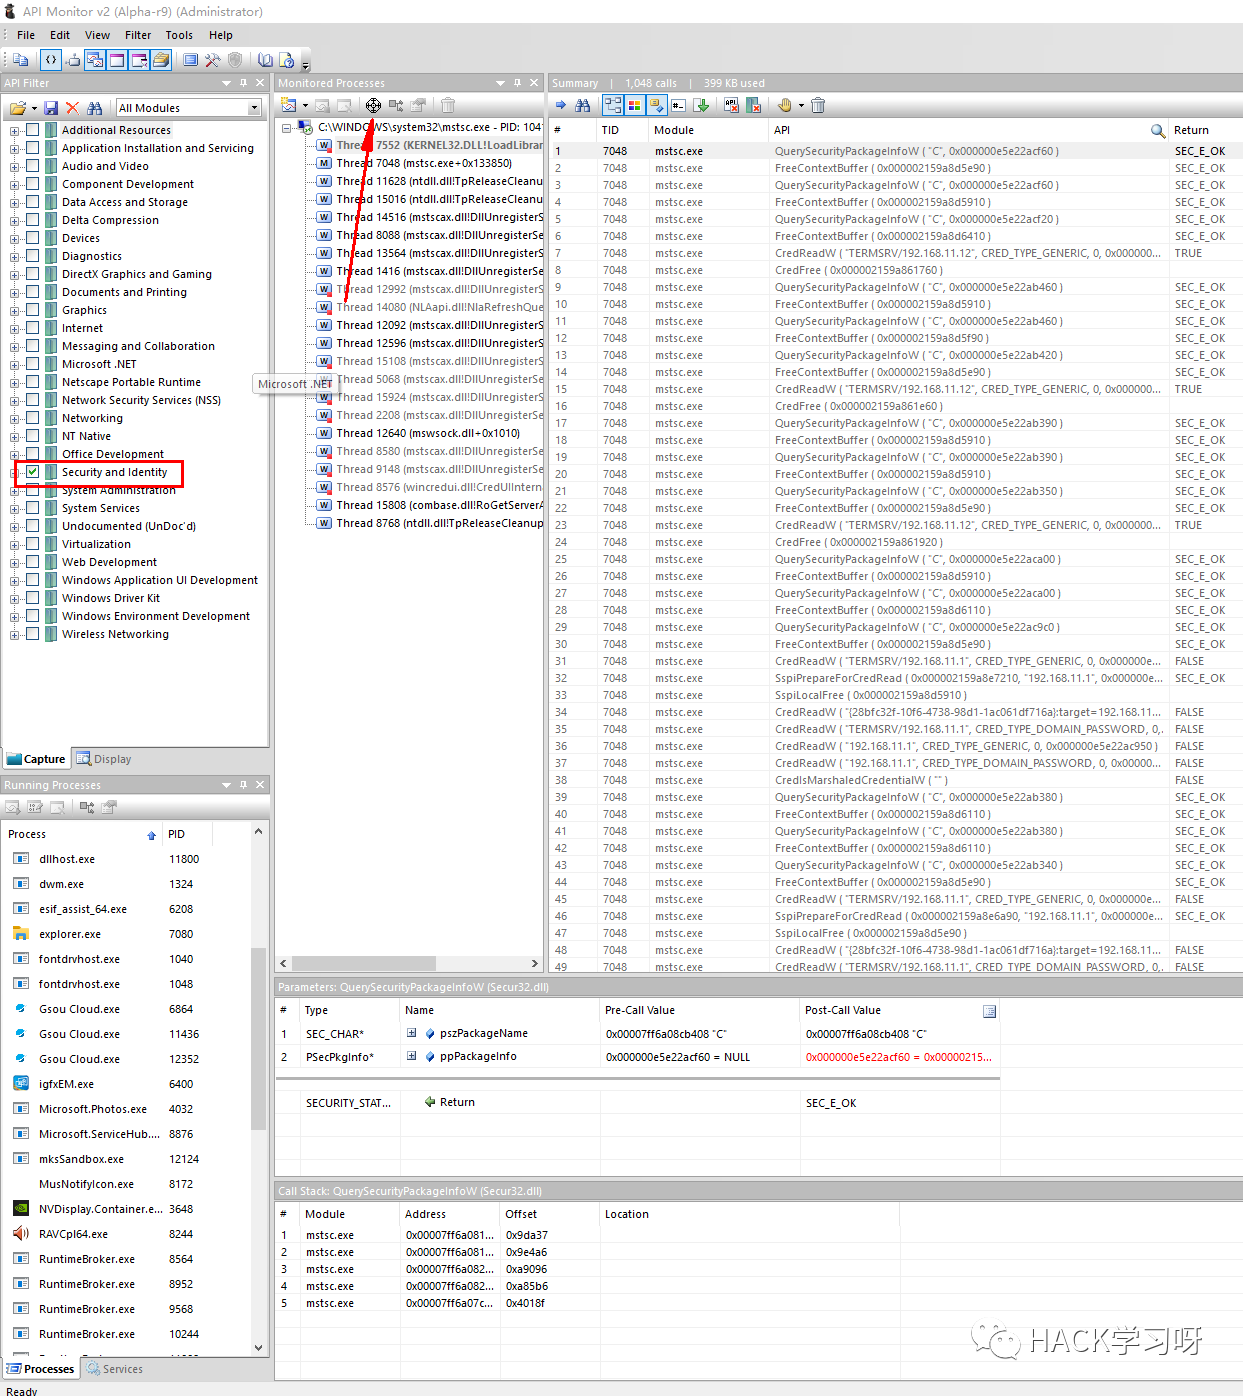 API Monitor v2 (Alpha-r9) (Administrator)
File Edit View Filter Tools Help
API Filter
All Modules
Additional Resources
Application Installation and Servicing
Audio and Video
Component Development
Data Access and Storage
Delta Compression
Devices
Diagnostics
DirectX Graphics and Gaming
Documents and Printing
Graphics
Internet
Messaging and Collaboration
Microsoft .NET
Netscape Portable Runtime
Network Security Services (NSS)
Networking
NT Native
Office Development
Security and Identity
System Administration
System Services
Undocumented (UnDoc'd)
Virtualization
Web Development
Windows Application UI Development
Windows Driver Kit
Windows Environment Development
Wireless Networking
Microsoft .NET
Capture Display
Running Processes
Process PID
dllhost.exe 11800
dwm.exe 1324
esif_assist_64.exe 6208
explorer.exe 7080
fontdrvhost.exe 1040
fontdrvhost.exe 1048
Gsou Cloud.exe 6864
Gsou Cloud.exe 11436
Gsou Cloud.exe 12352
igfxEM.exe 6400
Microsoft.Photos.exe 4032
Microsoft.ServiceHub.... 8876
mksSandbox.exe 12124
MusNotifyIcon.exe 8172
NVDisplay.Container.e... 3648
RAVCpl64.exe 8244
RuntimeBroker.exe 8564
RuntimeBroker.exe 8952
RuntimeBroker.exe 9568
RuntimeBroker.exe 10244
Processes Services
Ready
Monitored Processes
C:\WINDOWS\system32\mstsc.exe - PID: 1041
Thread 7552 (KERNEL32.DLL!LoadLibrar
Thread 7048 (mstsc.exe+0x133850)
Thread 11628 (ntdll.dll!TpReleaseCleanu
Thread 15016 (ntdll.dll!TpReleaseCleanu
Thread 14516 (mstscax.dll!DllUnregisterS
Thread 8088 (mstscax.dll!DllUnregisterSe
Thread 13564 (mstscax.dll!DllUnregisterS
Thread 1416 (mstscax.dll!DllUnregisterSe
Thread 12992 (mstscax.dll!DllUnregisterS
Thread 14080 (NLAapi.dll!NlaRefreshQue
Thread 12092 (mstscax.dll!DllUnregisterS
Thread 12596 (mstscax.dll!DllUnregisterS
Thread 15108 (mstscax.dll!DllUnregisterS
Thread 5068 (mstscax.dll!DllUnregisterSe
Thread 15924 (mstscax.dll!DllUnregisterS
Thread 2208 (mstscax.dll!DllUnregisterSe
Thread 12640 (mswsock.dll+0x1010)
Thread 8580 (mstscax.dll!DllUnregisterSe
Thread 9148 (mstscax.dll!DllUnregisterSe
Thread 8576 (wincredui.dll!CredUIIntern
Thread 15808 (combase.dll!RoGetServerA
Thread 8768 (ntdll.dll!TpReleaseCleanup
Summary | 1,048 calls | 399 KB used
# TID Module API Return
1 7048 mstsc.exe QuerySecurityPackageInfoW ( "C", 0x000000e5e22acf60 ) SEC_E_OK
2 7048 mstsc.exe FreeContextBuffer ( 0x000002159a8d5e90 ) SEC_E_OK
3 7048 mstsc.exe QuerySecurityPackageInfoW ( "C", 0x000000e5e22acf60 ) SEC_E_OK
4 7048 mstsc.exe FreeContextBuffer ( 0x000002159a8d5910 ) SEC_E_OK
5 7048 mstsc.exe QuerySecurityPackageInfoW ( "C", 0x000000e5e22acf20 ) SEC_E_OK
6 7048 mstsc.exe FreeContextBuffer ( 0x000002159a8d6410 ) SEC_E_OK
7 7048 mstsc.exe CredReadW ( "TERMSRV/192.168.11.12", CRED_TYPE_GENERIC, 0, 0x000000... TRUE
8 7048 mstsc.exe CredFree ( 0x000002159a861760 )
9 7048 mstsc.exe QuerySecurityPackageInfoW ( "C", 0x000000e5e22ab460 ) SEC_E_OK
10 7048 mstsc.exe FreeContextBuffer ( 0x000002159a8d5910 ) SEC_E_OK
11 7048 mstsc.exe QuerySecurityPackageInfoW ( "C", 0x000000e5e22ab460 ) SEC_E_OK
12 7048 mstsc.exe FreeContextBuffer ( 0x000002159a8d5f90 ) SEC_E_OK
13 7048 mstsc.exe QuerySecurityPackageInfoW ( "C", 0x000000e5e22ab420 ) SEC_E_OK
14 7048 mstsc.exe FreeContextBuffer ( 0x000002159a8d5910 ) SEC_E_OK
15 7048 mstsc.exe CredReadW ( "TERMSRV/192.168.11.12", CRED_TYPE_GENERIC, 0, 0x000000... TRUE
16 7048 mstsc.exe CredFree ( 0x000002159a861e60 )
17 7048 mstsc.exe QuerySecurityPackageInfoW ( "C", 0x000000e5e22ab390 ) SEC_E_OK
18 7048 mstsc.exe FreeContextBuffer ( 0x000002159a8d5910 ) SEC_E_OK
19 7048 mstsc.exe QuerySecurityPackageInfoW ( "C", 0x000000e5e22ab390 ) SEC_E_OK
20 7048 mstsc.exe FreeContextBuffer ( 0x000002159a8d5910 ) SEC_E_OK
21 7048 mstsc.exe QuerySecurityPackageInfoW ( "C", 0x000000e5e22ab350 ) SEC_E_OK
22 7048 mstsc.exe FreeContextBuffer ( 0x000002159a8d5e90 ) SEC_E_OK
23 7048 mstsc.exe CredReadW ( "TERMSRV/192.168.11.12", CRED_TYPE_GENERIC, 0, 0x000000... TRUE
24 7048 mstsc.exe CredFree ( 0x000002159a861920 )
25 7048 mstsc.exe QuerySecurityPackageInfoW ( "C", 0x000000e5e22aca00 ) SEC_E_OK
26 7048 mstsc.exe FreeContextBuffer ( 0x000002159a8d5910 ) SEC_E_OK
27 7048 mstsc.exe QuerySecurityPackageInfoW ( "C", 0x000000e5e22aca00 ) SEC_E_OK
28 7048 mstsc.exe FreeContextBuffer ( 0x000002159a8d6110 ) SEC_E_OK
29 7048 mstsc.exe QuerySecurityPackageInfoW ( "C", 0x000000e5e22ac9c0 ) SEC_E_OK
30 7048 mstsc.exe FreeContextBuffer ( 0x000002159a8d5e90 ) SEC_E_OK
31 7048 mstsc.exe CredReadW ( "TERMSRV/192.168.11.1", CRED_TYPE_GENERIC, 0, 0x000000e... FALSE
32 7048 mstsc.exe SspiPrepareForCredRead ( 0x000002159a8e7210, "192.168.11.1", 0x000000e... SEC_E_OK
33 7048 mstsc.exe SspiLocalFree ( 0x000002159a8d5910 )
34 7048 mstsc.exe CredReadW ( "{28bfc32f-10f6-4738-98d1-1ac061df716a}:target=192.168.11... FALSE
35 7048 mstsc.exe CredReadW ( "TERMSRV/192.168.11.1", CRED_TYPE_DOMAIN_PASSWORD, 0,. FALSE
36 7048 mstsc.exe CredReadW ( "192.168.11.1", CRED_TYPE_GENERIC, 0, 0x000000e5e22ac950 ) FALSE
37 7048 mstsc.exe CredReadW ( "192.168.11.1", CRED_TYPE_DOMAIN_PASSWORD, 0, 0x000000... FALSE
38 7048 mstsc.exe CredIsMarshaledCredentialW ( "" ) FALSE
39 7048 mstsc.exe QuerySecurityPackageInfoW ( "C", 0x000000e5e22ab380 ) SEC_E_OK
40 7048 mstsc.exe FreeContextBuffer ( 0x000002159a8d6110 ) SEC_E_OK
41 7048 mstsc.exe QuerySecurityPackageInfoW ( "C", 0x000000e5e22ab380 ) SEC_E_OK
42 7048 mstsc.exe FreeContextBuffer ( 0x000002159a8d6110 ) SEC_E_OK
43 7048 mstsc.exe QuerySecurityPackageInfoW ( "C", 0x000000e5e22ab340 ) SEC_E_OK
44 7048 mstsc.exe FreeContextBuffer ( 0x000002159a8d5e90 ) SEC_E_OK
45 7048 mstsc.exe CredReadW ( "TERMSRV/192.168.11.1", CRED_TYPE_GENERIC, 0, 0x000000e... FALSE
46 7048 mstsc.exe SspiPrepareForCredRead ( 0x000002159a8e6a90, "192.168.11.1", 0x000000e... SEC_E_OK
47 7048 mstsc.exe SspiLocalFree ( 0x000002159a8d5e90 )
48 7048 mstsc.exe CredReadW ( "{28bfc32f-10f6-4738-98d1-1ac061df716a}:target=192.168.11... FALSE
49 7048 mstsc.exe CredReadW ( "TERMSRV/192.168.11.1", CRED_TYPE_DOMAIN_PASSWORD, 0,. FALSE
Parameters: QuerySecurityPackageInfoW (Secur32.dll)
# Type Name Pre-Call Value Post-Call Value
1 SEC_CHAR* pszPackageName 0x00007ff6a08cb408 "C" 0x00007ff6a08cb408 "C"
2 PSecPkgInfo* ppPackageInfo 0x000000e5e22acf60 = NULL 0x000000e5e22acf60 = 0x00000215...
SECURITY_STAT... Return SEC_E_OK
Call Stack: QuerySecurityPackageInfoW (Secur32.dll)
# Module Address Offset Location
1 mstsc.exe 0x00007ff6a081... 0x9da37
2 mstsc.exe 0x00007ff6a081... 0x9e4a6
3 mstsc.exe 0x00007ff6a082... 0xa9096
4 mstsc.exe 0x00007ff6a082... 0xa85b6
5 mstsc.exe 0x00007ff6a07c... 0x4018f
HACK学习呀